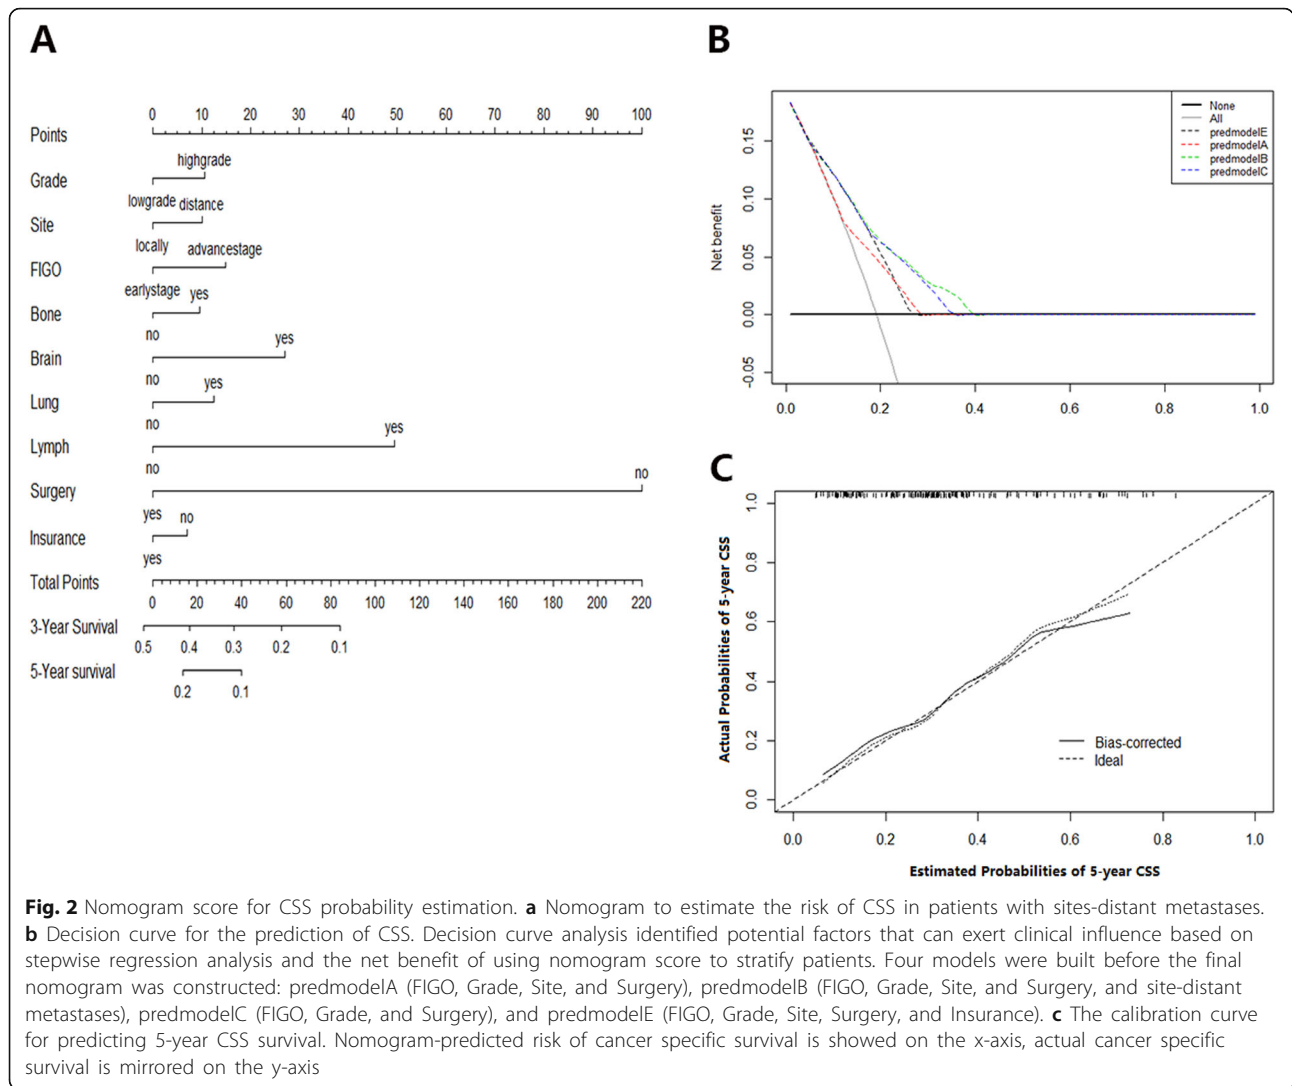 A
0 10 20 30 40 50 60 70 80 90 100
Points
highgrade
Grade
lowgrade distance
Site
locally advancestage
FIGO
earlystage yes
Bone
no yes
Brain
no yes
Lung
no yes
Lymph
no no
Surgery
yes no
Insurance
yes
Total Points
0 20 40 60 80 100 120 140 160 180 200 220
3-Year Survival
0.5 0.4 0.3 0.2 0.1
5-Year survival
0.2 0.1
B
None
All
predmodelE
predmodelA
predmodelB
predmodelC
Net benefit
0.15
0.10
0.05
0.00
-0.05
0.0 0.2 0.4 0.6 0.8 1.0
C
Actual Probabilities of 5-year CSS
1.0
0.8
0.6
0.4
0.2
0.0
Bias-corrected
Ideal
0.0 0.2 0.4 0.6 0.8 1.0
Estimated Probabilities of 5-year CSS
Fig. 2 Nomogram score for CSS probability estimation. a Nomogram to estimate the risk of CSS in patients with sites-distant metastases.
b Decision curve for the prediction of CSS. Decision curve analysis identified potential factors that can exert clinical influence based on
stepwise regression analysis and the net benefit of using nomogram score to stratify patients. Four models were built before the final
nomogram was constructed: predmodelA (FIGO, Grade, Site, and Surgery), predmodelB (FIGO, Grade, Site, and Surgery, and site-distant
metastases), predmodelC (FIGO, Grade, and Surgery), and predmodelE (FIGO, Grade, Site, Surgery, and Insurance). c The calibration curve
for predicting 5-year CSS survival. Nomogram-predicted risk of cancer specific survival is showed on the x-axis, actual cancer specific
survival is mirrored on the y-axis